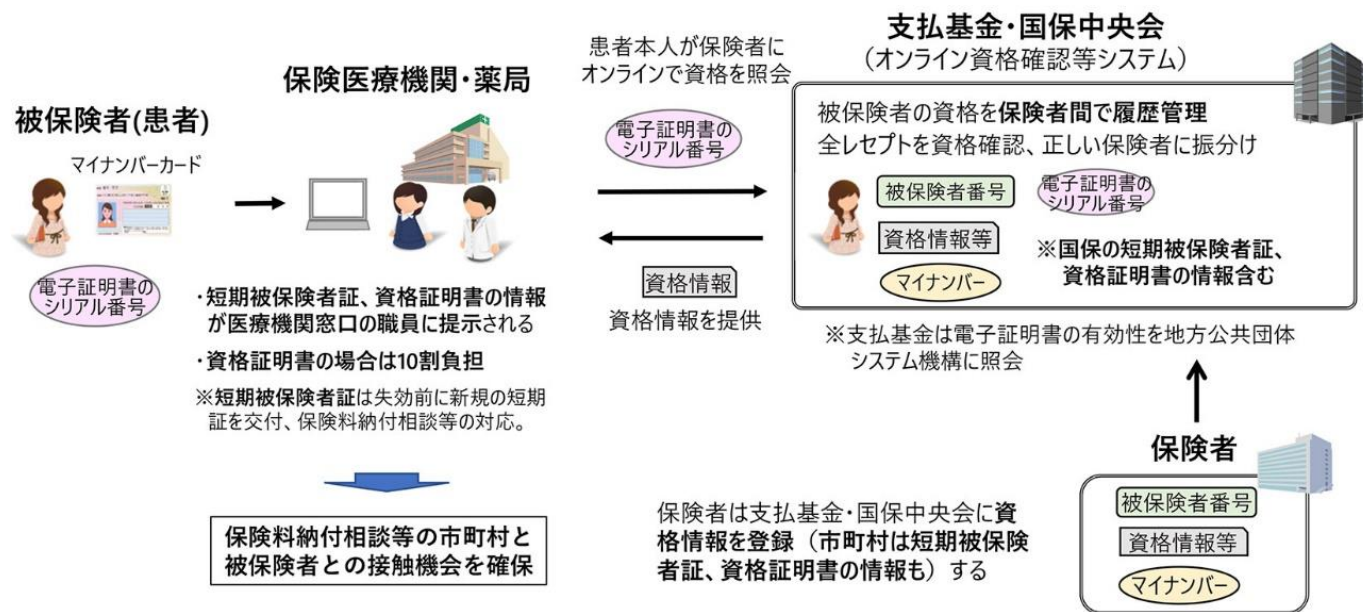 被保険者(患者)
マイナンバーカード
電子証明書の
シリアル番号
保険医療機関・薬局
・短期被保険者証、資格証明書の情報
が医療機関窓口の職員に提示される
・資格証明書の場合は10割負担
※短期被保険者証は失効前に新規の短期
証を交付、保険料納付相談等の対応。
保険料納付相談等の市町村と
被保険者との接触機会を確保
患者本人が保険者に
オンラインで資格を照会
電子証明書の
シリアル番号
資格情報
資格情報を提供
支払基金・国保中央会
(オンライン資格確認等システム)
被保険者の資格を保険者間で履歴管理
全レセプトを資格確認、正しい保険者に振分け
被保険者番号
電子証明書の
シリアル番号
資格情報等
マイナンバー
※国保の短期被保険者証、
資格証明書の情報含む
※支払基金は電子証明書の有効性を地方公共団体
システム機構に照会
保険者
被保険者番号
資格情報等
マイナンバー
保険者は支払基金・国保中央会に資
格情報を登録（市町村は短期被保険
者証、資格証明書の情報も）する